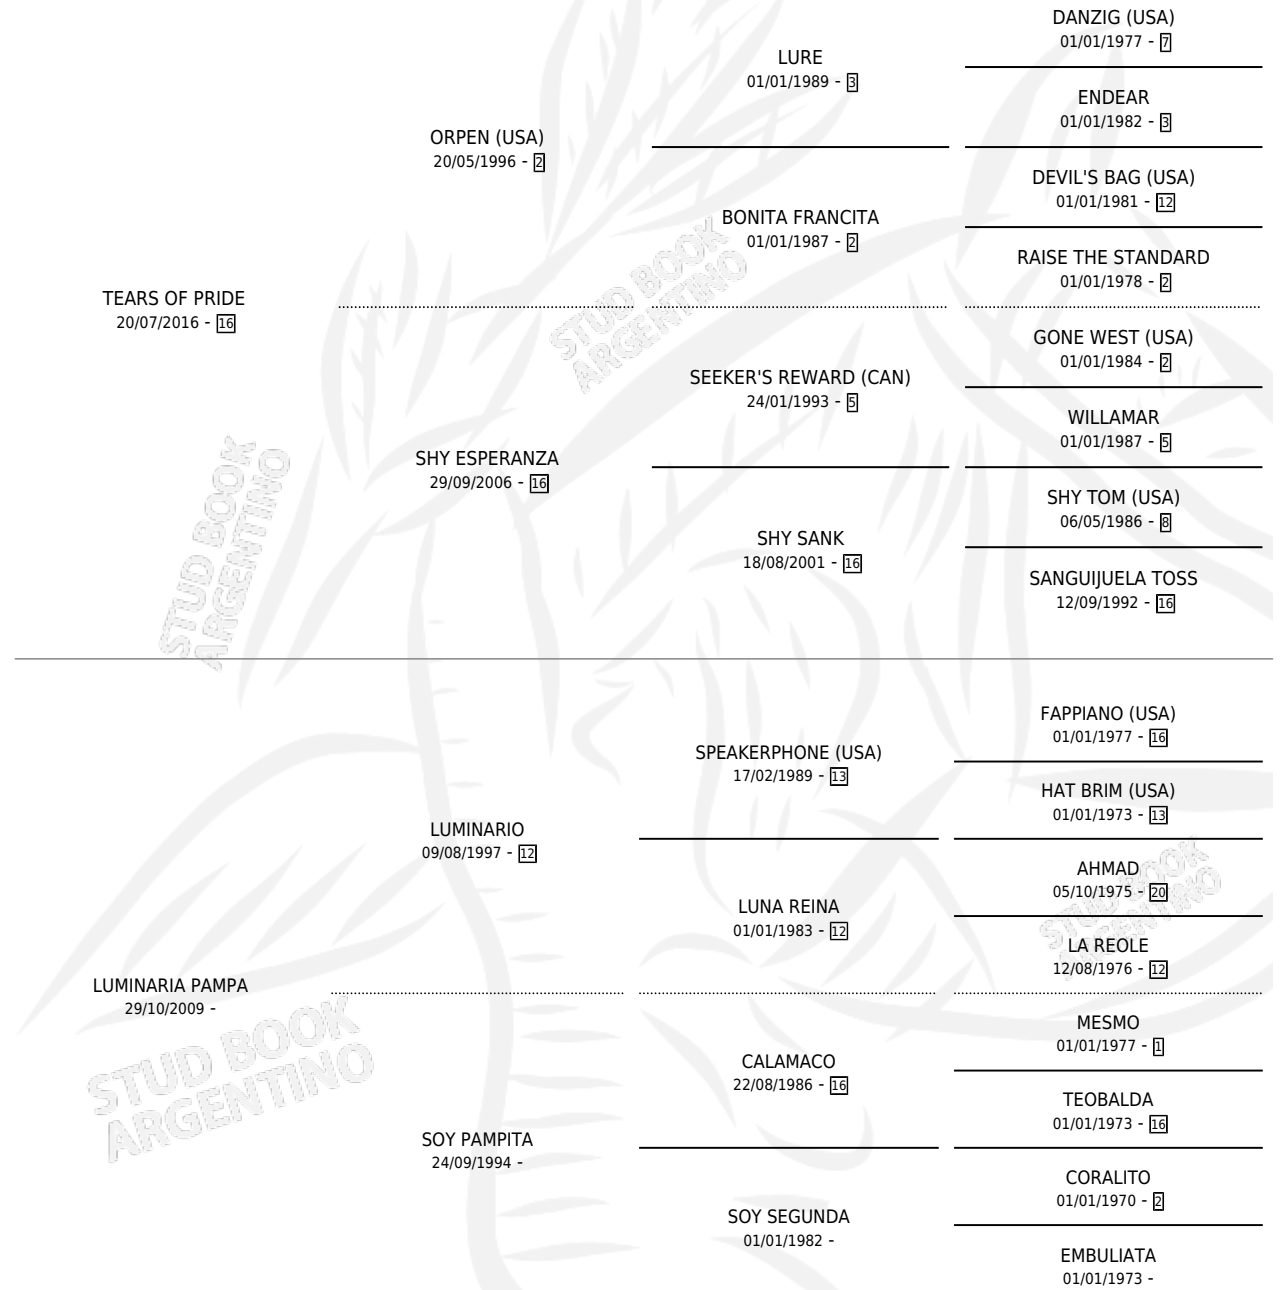 DANZIG (USA)
01/01/1977 - 7
LURE
01/01/1989 - 3
ENDEAR
01/01/1982 - 3
ORPEN (USA)
20/05/1996 - 2
DEVIL'S BAG (USA)
01/01/1981 - 12
BONITA FRANCITA
01/01/1987 - 2
RAISE THE STANDARD
01/01/1978 - 2
TEARS OF PRIDE
20/07/2016 - 16
STUD BOOK
ARGENTINO
GONE WEST (USA)
01/01/1984 - 2
SEEKER'S REWARD (CAN)
24/01/1993 - 5
WILLAMAR
01/01/1987 - 5
SHY ESPERANZA
29/09/2006 - 16
SHY TOM (USA)
06/05/1986 - 8
SHY SANK
18/08/2001 - 16
SANGUIJUELA TOSS
12/09/1992 - 16
STUD BOOK
ARGENTINO
FAPPIANO (USA)
01/01/1977 - 16
SPEAKERPHONE (USA)
17/02/1989 - 13
HAT BRIM (USA)
01/01/1973 - 13
LUMINARIO
09/08/1997 - 12
AHMAD
05/10/1975 - 20
LUNA REINA
01/01/1983 - 12
STUD BOOK
ARGENTINO
LA REOLE
12/08/1976 - 12
LUMINARIA PAMPA
29/10/2009 -
MESMO
01/01/1977 - 1
CALAMACO
22/08/1986 - 16
TEOBALDA
01/01/1973 - 16
STUD BOOK
ARGENTINO
SOY PAMPITA
24/09/1994 -
CORALITO
01/01/1970 - 2
SOY SEGUNDA
01/01/1982 -
EMBULIATA
01/01/1973 -